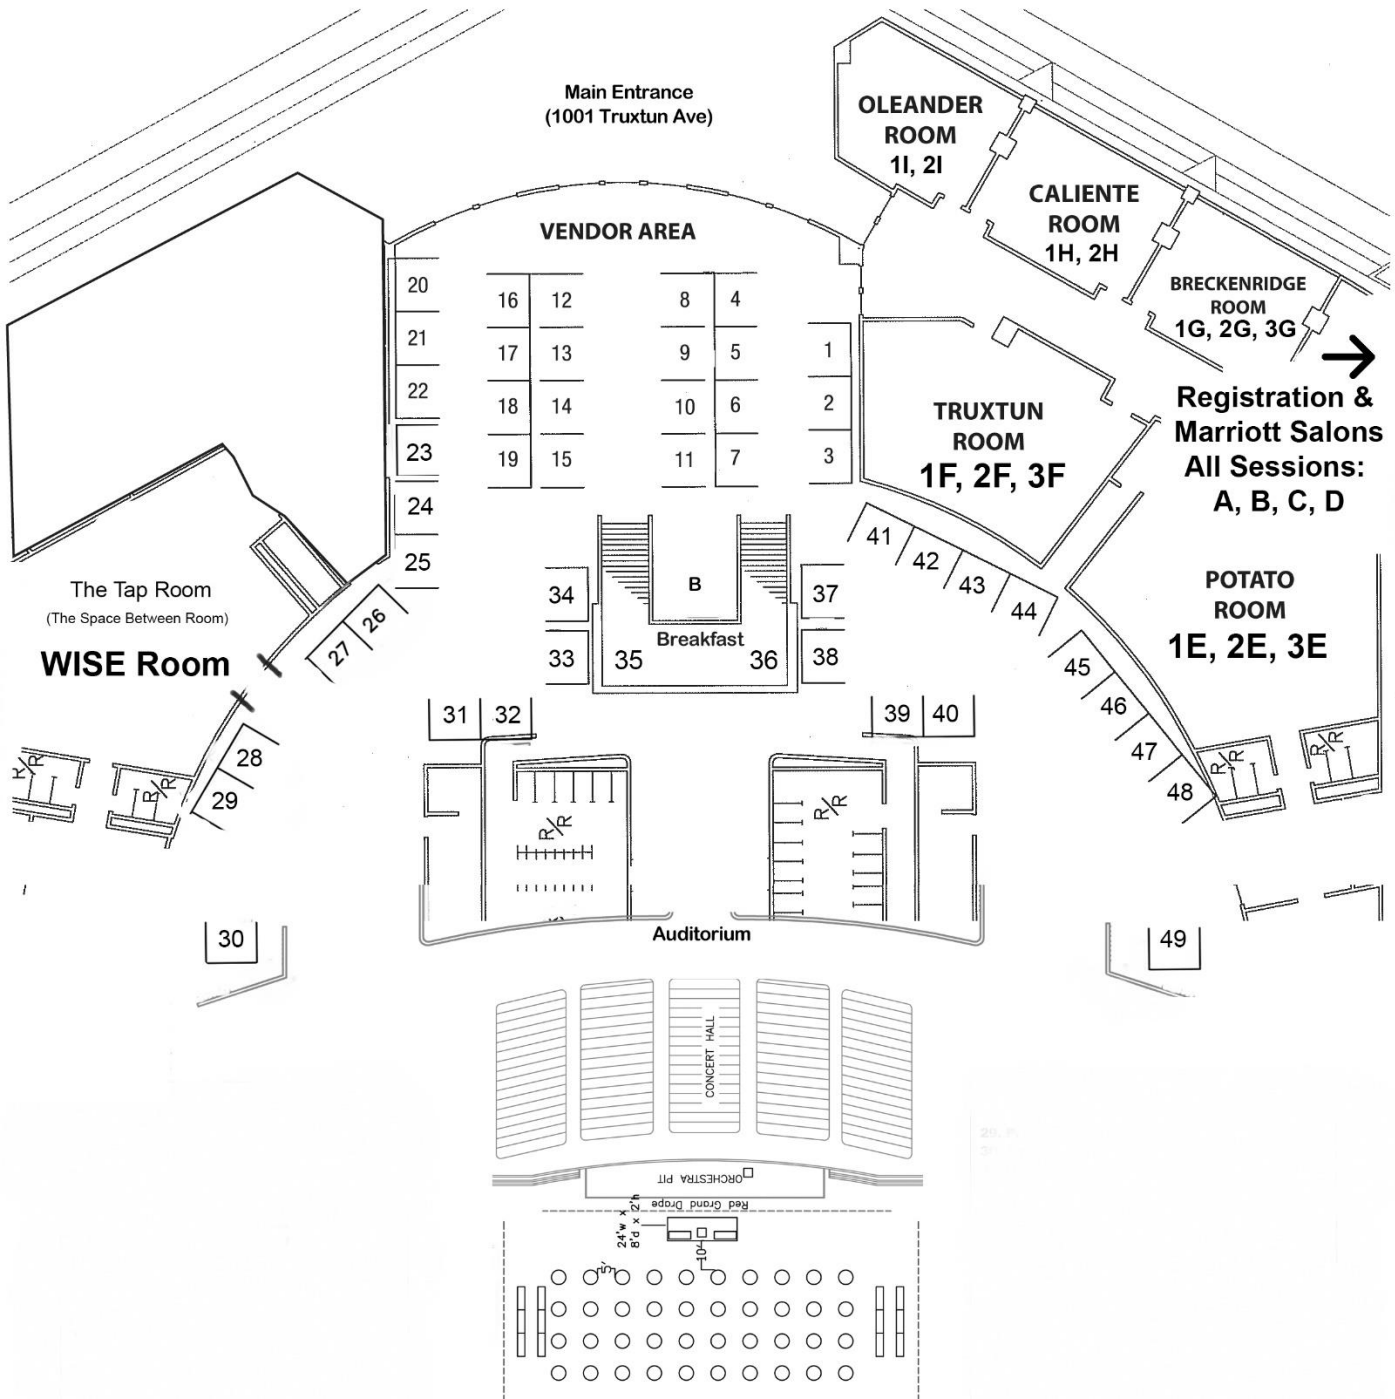 Main Entrance
(1001 Truxtun Ave)
OLEANDER
ROOM
1I, 2I
CALIENTE
ROOM
1H, 2H
BRECKENRIDGE
ROOM
1G, 2G, 3G
VENDOR AREA
20
21
22
23
24
25
16 12
17 13
18 14
19 15
8 4
9 5
10 6
11 7
1
2
3
TRUXTUN
ROOM
1F, 2F, 3F
Registration &
Marriott Salons
All Sessions:
A, B, C, D
POTATO
ROOM
1E, 2E, 3E
The Tap Room
(The Space Between Room)
WISE Room
26
27
28
29
30
31 32
34
33
B
Breakfast
35 36
37
38
39 40
41
42
43
44
45
46
47
48
49
R/R
R/R
R/R
R/R
R/R
R/R
Auditorium
CONCERT HALL
ORCHESTRA PIT
Red Grand Drape
24'w x
8'd x 2'h
10'
5'